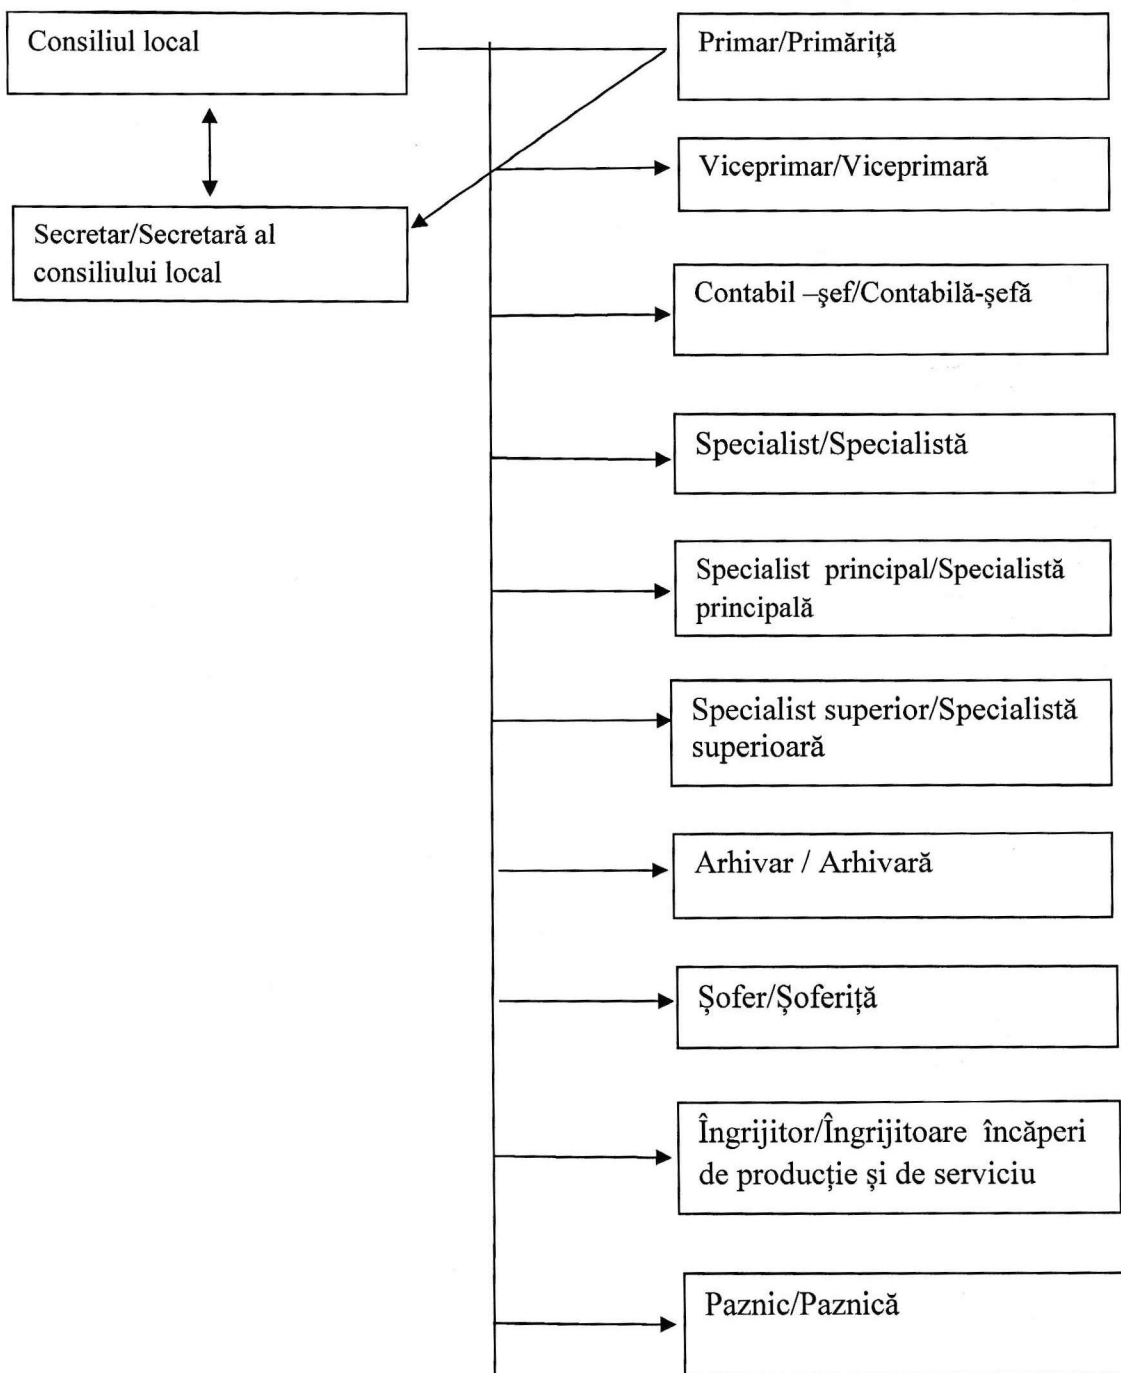 Consiliul local
Primar/Primăriță
Viceprimar/Viceprimară
Secretar/Secretară al
consiliului local
Contabil –şef/Contabilă-șefă
Specialist/Specialistă
Specialist principal/Specialistă
principală
Specialist superior/Specialistă
superioară
Arhivar / Arhivară
Șofer/Șoferiță
Îngrijitor/Îngrijitoare încăperi
de producție și de serviciu
Paznic/Paznică